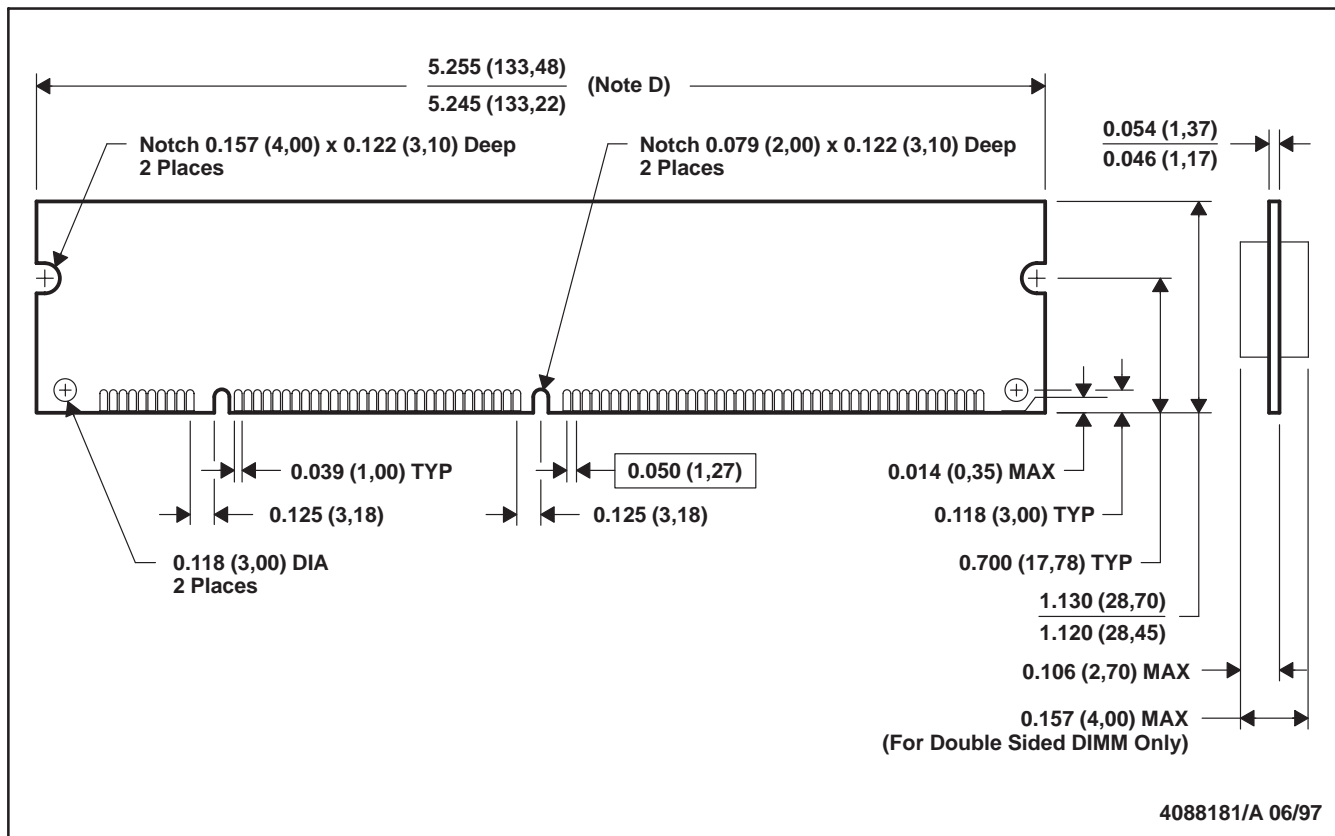 5.255 (133,48)
5.245 (133,22)
(Note D)
Notch 0.157 (4,00) x 0.122 (3,10) Deep
2 Places
Notch 0.079 (2,00) x 0.122 (3,10) Deep
2 Places
0.054 (1,37)
0.046 (1,17)
0.039 (1,00) TYP
0.050 (1,27)
0.014 (0,35) MAX
0.125 (3,18)
0.125 (3,18)
0.118 (3,00) TYP
0.118 (3,00) DIA
2 Places
0.700 (17,78) TYP
1.130 (28,70)
1.120 (28,45)
0.106 (2,70) MAX
0.157 (4,00) MAX
(For Double Sided DIMM Only)
4088181/A 06/97